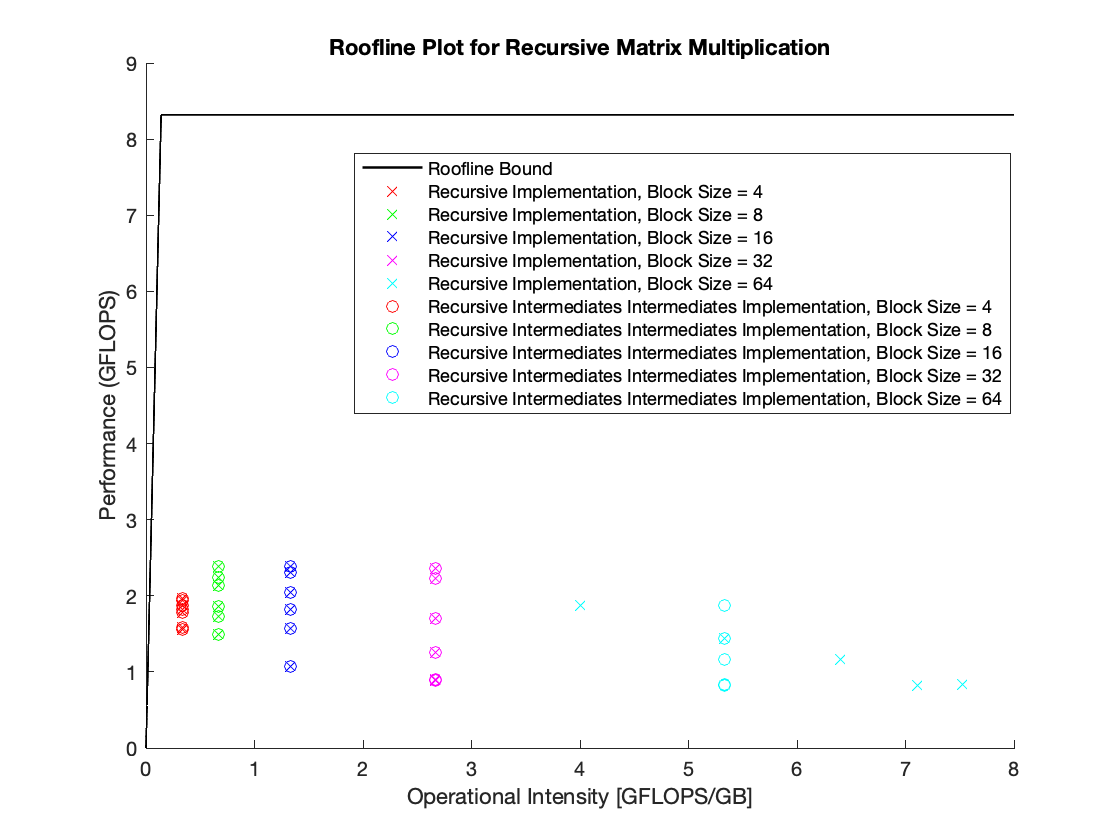 Roofline Plot for Recursive Matrix Multiplication
9
8
7
6
5
4
3
2
1
0
Performance (GFLOPS)
Roofline Bound
Recursive Implementation, Block Size = 4
Recursive Implementation, Block Size = 8
Recursive Implementation, Block Size = 16
Recursive Implementation, Block Size = 32
Recursive Implementation, Block Size = 64
Recursive Intermediates Intermediates Implementation, Block Size = 4
Recursive Intermediates Intermediates Implementation, Block Size = 8
Recursive Intermediates Intermediates Implementation, Block Size = 16
Recursive Intermediates Intermediates Implementation, Block Size = 32
Recursive Intermediates Intermediates Implementation, Block Size = 64
0 1 2 3 4 5 6 7 8
Operational Intensity [GFLOPS/GB]